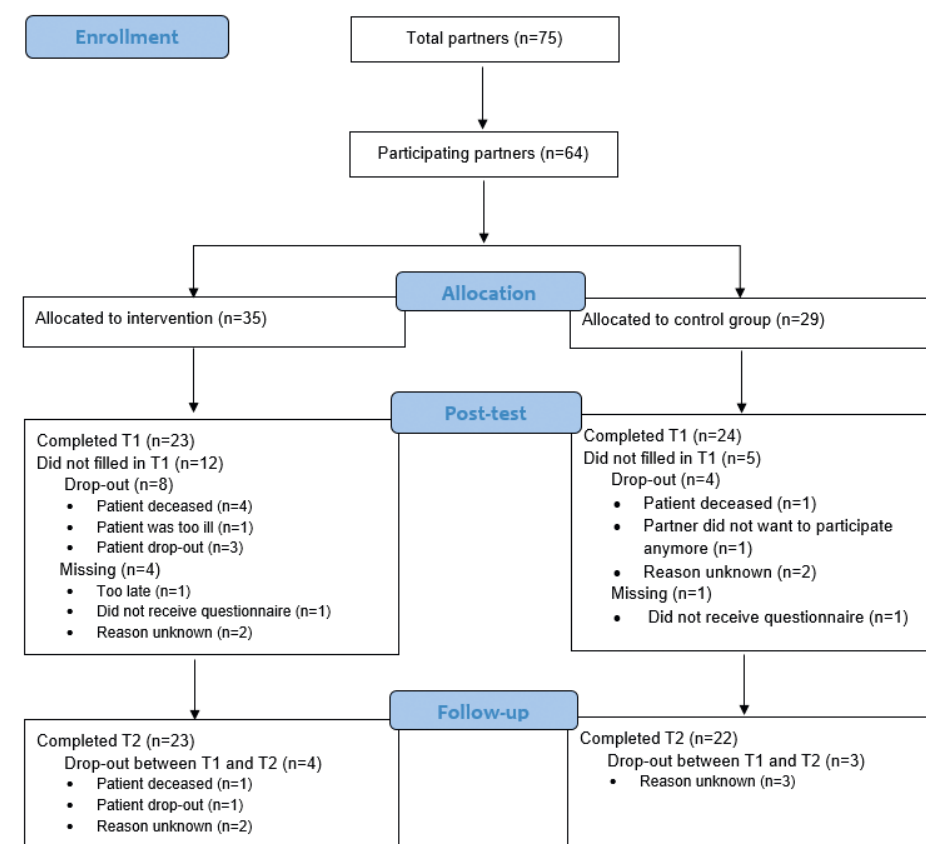 Enrollment
Total partners (n=75)
Participating partners (n=64)
Allocation
Allocated to intervention (n=35)
Allocated to control group (n=29)
Post-test
Completed T1 (n=23)
Did not filled in T1 (n=12)
Drop-out (n=8)
• Patient deceased (n=4)
• Patient was too ill (n=1)
• Patient drop-out (n=3)
Missing (n=4)
• Too late (n=1)
• Did not receive questionnaire (n=1)
• Reason unknown (n=2)
Completed T1 (n=24)
Did not filled in T1 (n=5)
Drop-out (n=4)
• Patient deceased (n=1)
• Partner did not want to participate
anymore (n=1)
• Reason unknown (n=2)
Missing (n=1)
• Did not receive questionnaire (n=1)
Follow-up
Completed T2 (n=23)
Drop-out between T1 and T2 (n=4)
• Patient deceased (n=1)
• Patient drop-out (n=1)
• Reason unknown (n=2)
Completed T2 (n=22)
Drop-out between T1 and T2 (n=3)
• Reason unknown (n=3)